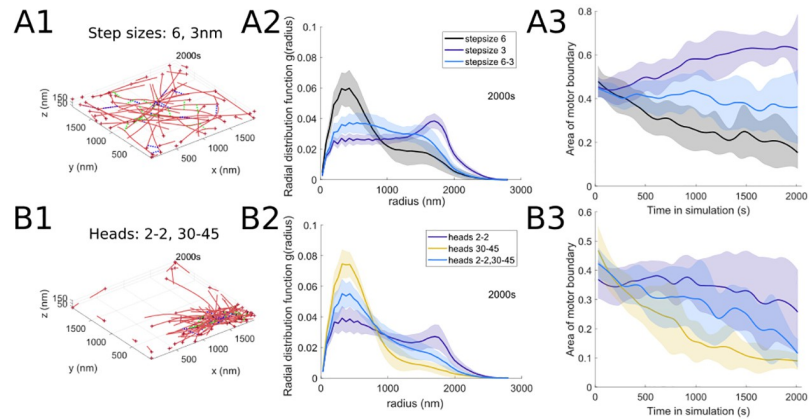 A1
Step sizes: 6, 3nm
2000s
z (nm)
150
50
1500
1000
500
y (nm)
500
1000
1500
x (nm)
A2
Radial distribution function g(radius)
0.1
0.08
0.06
0.04
0.02
0
stepsize 6
stepsize 3
stepsize 6-3
2000s
0
1000
2000
3000
radius (nm)
A3
Area of motor boundary
0.8
0.6
0.4
0.2
0
0
500
1000
1500
2000
Time in simulation (s)
B1
Heads: 2-2, 30-45
2000s
z (nm)
150
50
1500
1000
500
y (nm)
500
1000
1500
x (nm)
B2
Radial distribution function g(radius)
0.1
0.08
0.06
0.04
0.02
0
heads 2-2
heads 30-45
heads 2-2,30-45
2000s
0
1000
2000
3000
radius (nm)
B3
Area of motor boundary
0.6
0.5
0.4
0.3
0.2
0.1
0
0
500
1000
1500
2000
Time in simulation (s)